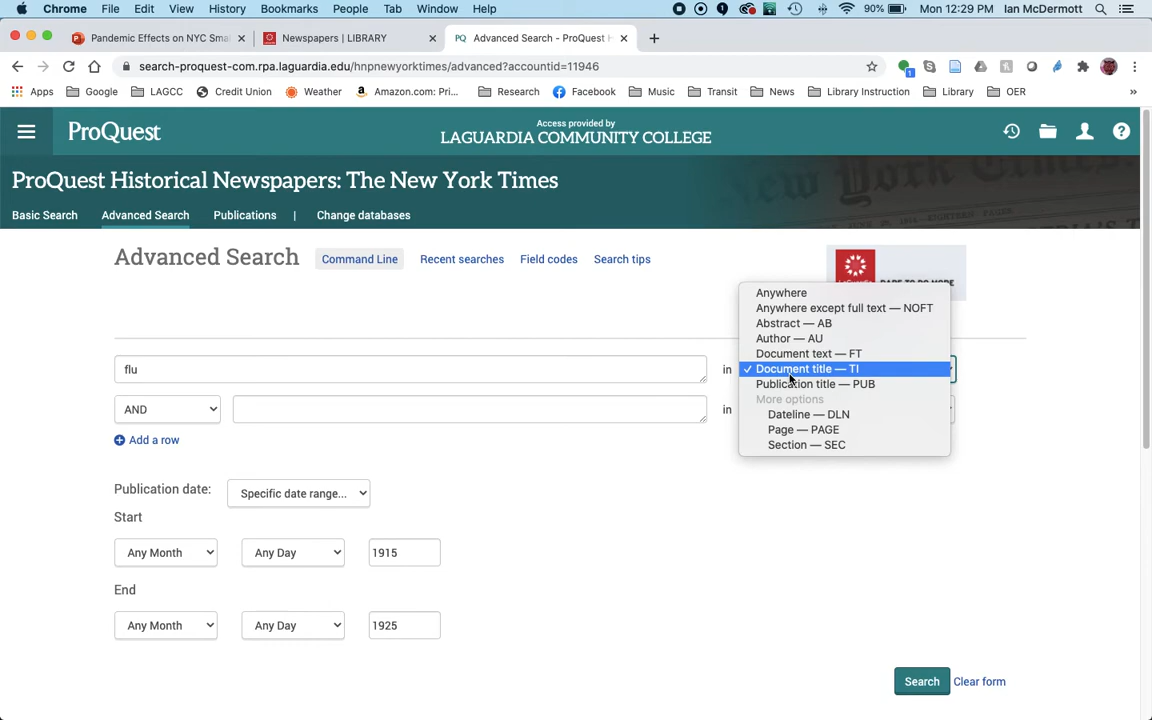 Chrome File Edit View History Bookmarks People Tab Window Help 90% Mon 12:29 PM Ian McDermott
Pandemic Effects on NYC Sma Newspapers | LIBRARY PQ Advanced Search - ProQuest H
search-proquest-com.rpa.laguardia.edu/hnpnewyorktimes/advanced?accountid=11946
Apps Google LAGCC Credit Union Weather Amazon.com: Pri... Research Facebook Music Transit News Library Instruction Library OER »
ProQuest
Access provided by
LAGUARDIA COMMUNITY COLLEGE
ProQuest Historical Newspapers: The New York Times
Basic Search Advanced Search Publications | Change databases
Advanced Search Command Line Recent searches Field codes Search tips
Anywhere
Anywhere except full text — NOFT
Abstract — AB
Author — AU
Document text — FT
flu in ✓ Document title — TI
Publication title — PUB
More options
AND in
Dateline — DLN
Page — PAGE
Section — SEC
Add a row
Publication date: Specific date range...
Start
Any Month Any Day 1915
End
Any Month Any Day 1925
Search Clear form